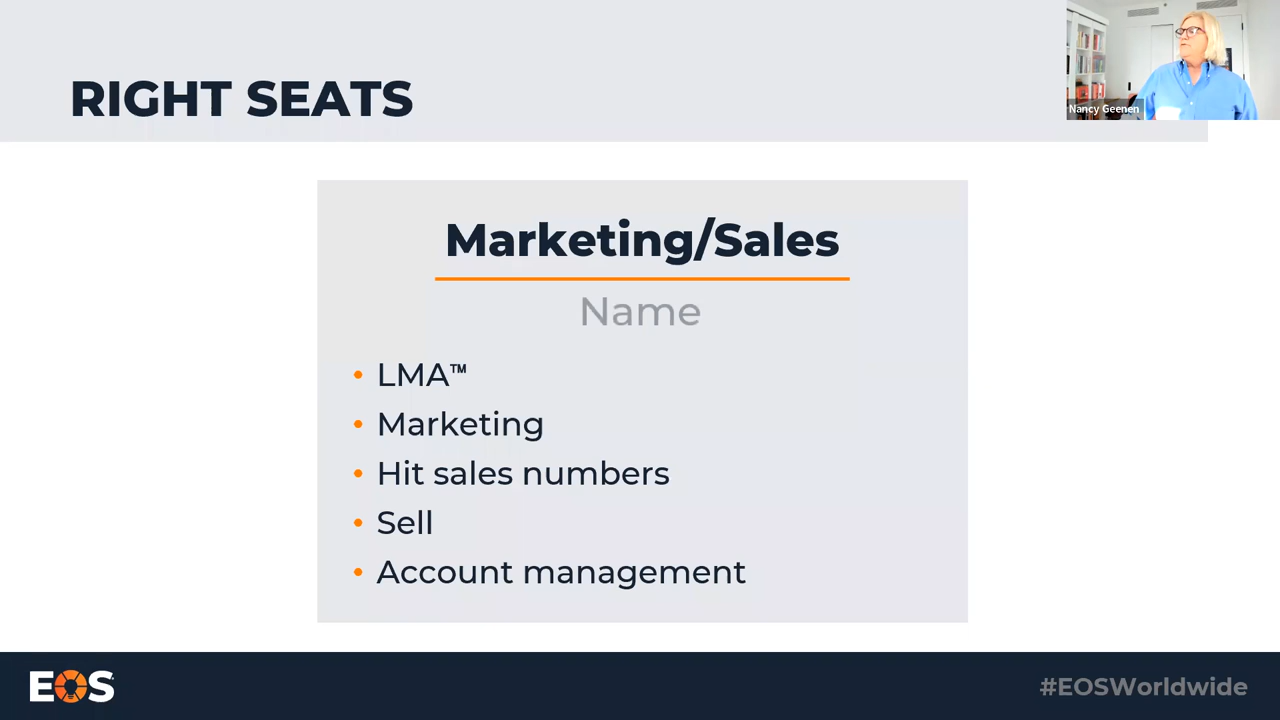 RIGHT SEATS
Nancy Geenen
Marketing/Sales
Name
• LMA™
• Marketing
• Hit sales numbers
• Sell
• Account management
EOS
#EOSWorldwide